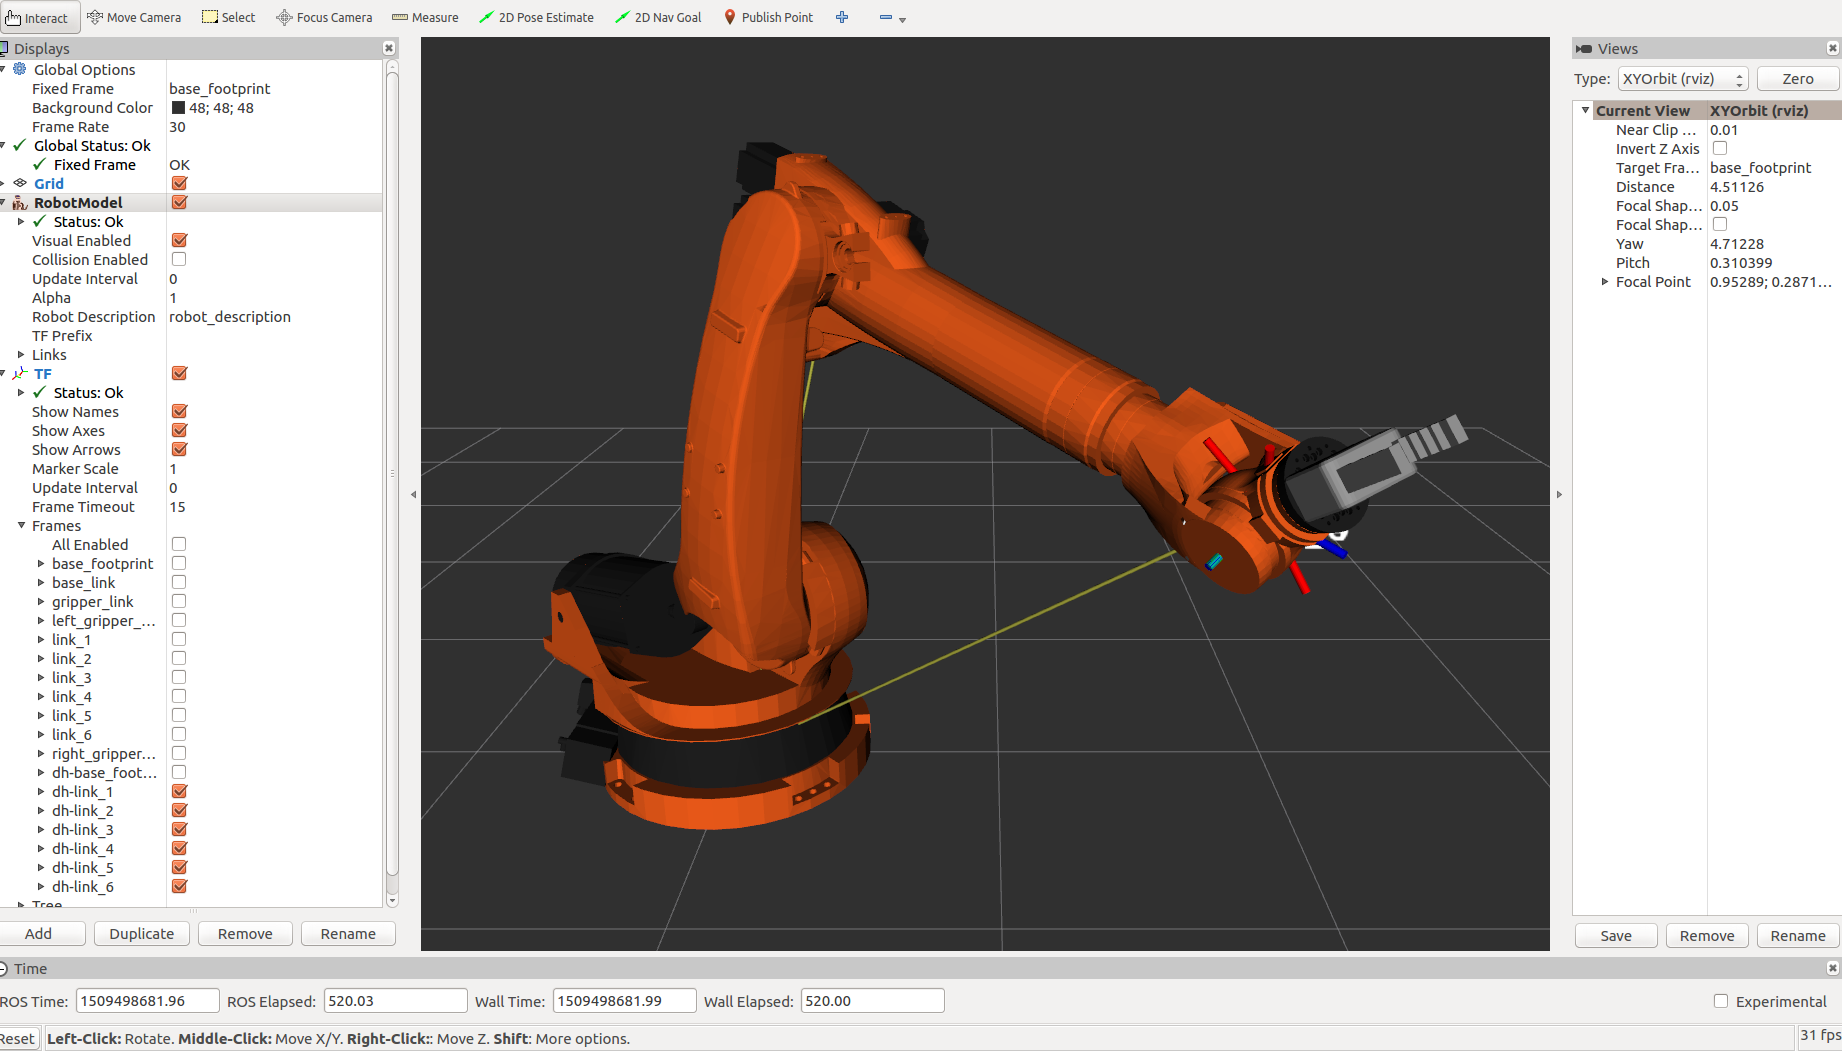 Interact Move Camera Select Focus Camera Measure 2D Pose Estimate 2D Nav Goal Publish Point
Displays
Global Options
Fixed Frame base_footprint
Background Color 48; 48; 48
Frame Rate 30
Global Status: Ok
Fixed Frame OK
Grid
RobotModel
Status: Ok
Visual Enabled
Collision Enabled
Update Interval 0
Alpha 1
Robot Description robot_description
TF Prefix
Links
TF
Status: Ok
Show Names
Show Axes
Show Arrows
Marker Scale 1
Update Interval 0
Frame Timeout 15
Frames
All Enabled
base_footprint
base_link
gripper_link
left_gripper_...
link_1
link_2
link_3
link_4
link_5
link_6
right_gripper...
dh-base_foot...
dh-link_1
dh-link_2
dh-link_3
dh-link_4
dh-link_5
dh-link_6
Tree
Add Duplicate Remove Rename
Views
Type: XYOrbit (rviz) Zero
Current View XYOrbit (rviz)
Near Clip ... 0.01
Invert Z Axis
Target Fra... base_footprint
Distance 4.51126
Focal Shap... 0.05
Focal Shap...
Yaw 4.71228
Pitch 0.310399
Focal Point 0.95289; 0.2871...
Save Remove Rename
Time
ROS Time: 1509498681.96 ROS Elapsed: 520.03 Wall Time: 1509498681.99 Wall Elapsed: 520.00 Experimental
Reset Left-Click: Rotate. Middle-Click: Move X/Y. Right-Click:: Move Z. Shift: More options. 31 fps